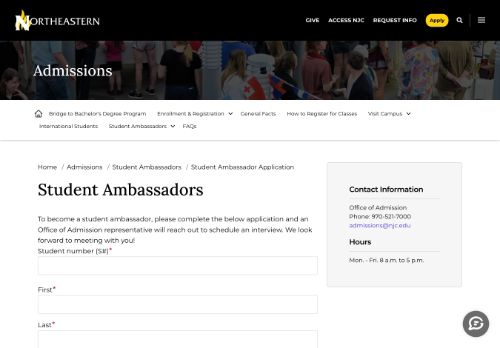 NORTHEASTERN
GIVE ACCESS NJC REQUEST INFO Apply
Admissions
Bridge to Bachelor's Degree Program Enrollment & Registration General Facts How to Register for Classes Visit Campus
International Students Student Ambassadors FAQs
Home / Admissions / Student Ambassadors / Student Ambassador Application
Student Ambassadors
To become a student ambassador, please complete the below application and an
Office of Admission representative will reach out to schedule an interview. We look
forward to meeting with you!
Student number (S#)*
First*
Last*
Contact Information
Office of Admission
Phone: 970-521-7000
admissions@njc.edu
Hours
Mon. - Fri. 8 a.m. to 5 p.m.